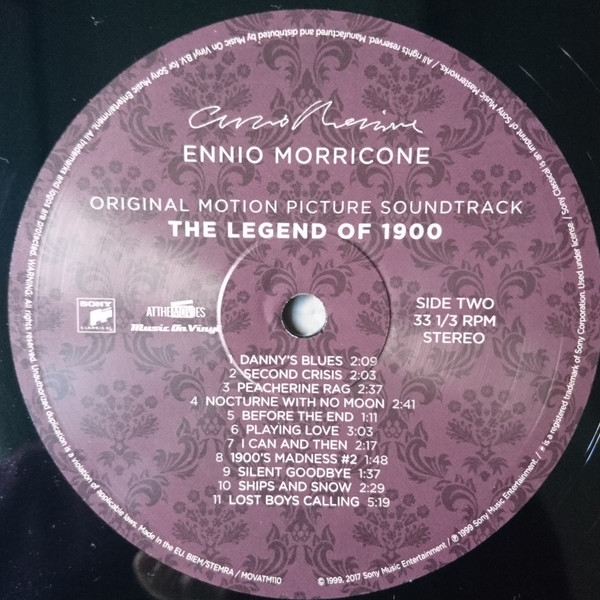 Ennio Morricone
ENNIO MORRICONE
ORIGINAL MOTION PICTURE SOUNDTRACK
THE LEGEND OF 1900
SONY
CLASSICAL
AT THE MOVIES
Music On Vinyl
SIDE TWO
33 1/3 RPM
STEREO
1 DANNY'S BLUES 2:09
2 SECOND CRISIS 2:03
3 PEACHERINE RAG 2:37
4 NOCTURNE WITH NO MOON 2:41
5 BEFORE THE END 1:11
6 PLAYING LOVE 3:03
7 I CAN AND THEN 2:17
8 1900'S MADNESS #2 1:48
9 SILENT GOODBYE 1:37
10 SHIPS AND SNOW 2:29
11 LOST BOYS CALLING 5:19
© 1999, 2017 Sony Music Entertainment / ℗ 1999 Sony Music Entertainment / ® is a registered trademark of Sony Corporation. Used under license / Sony Classical is an Imprint of Sony Music Masterworks / All rights reserved. Manufactured and distributed by Music On Vinyl B.V. for Sony Music Entertainment. All trademarks and logos are protected. WARNING: All rights reserved. Unauthorized duplication is a violation of applicable laws. Made in the EU. BIEM/STEMRA / MOVATM110